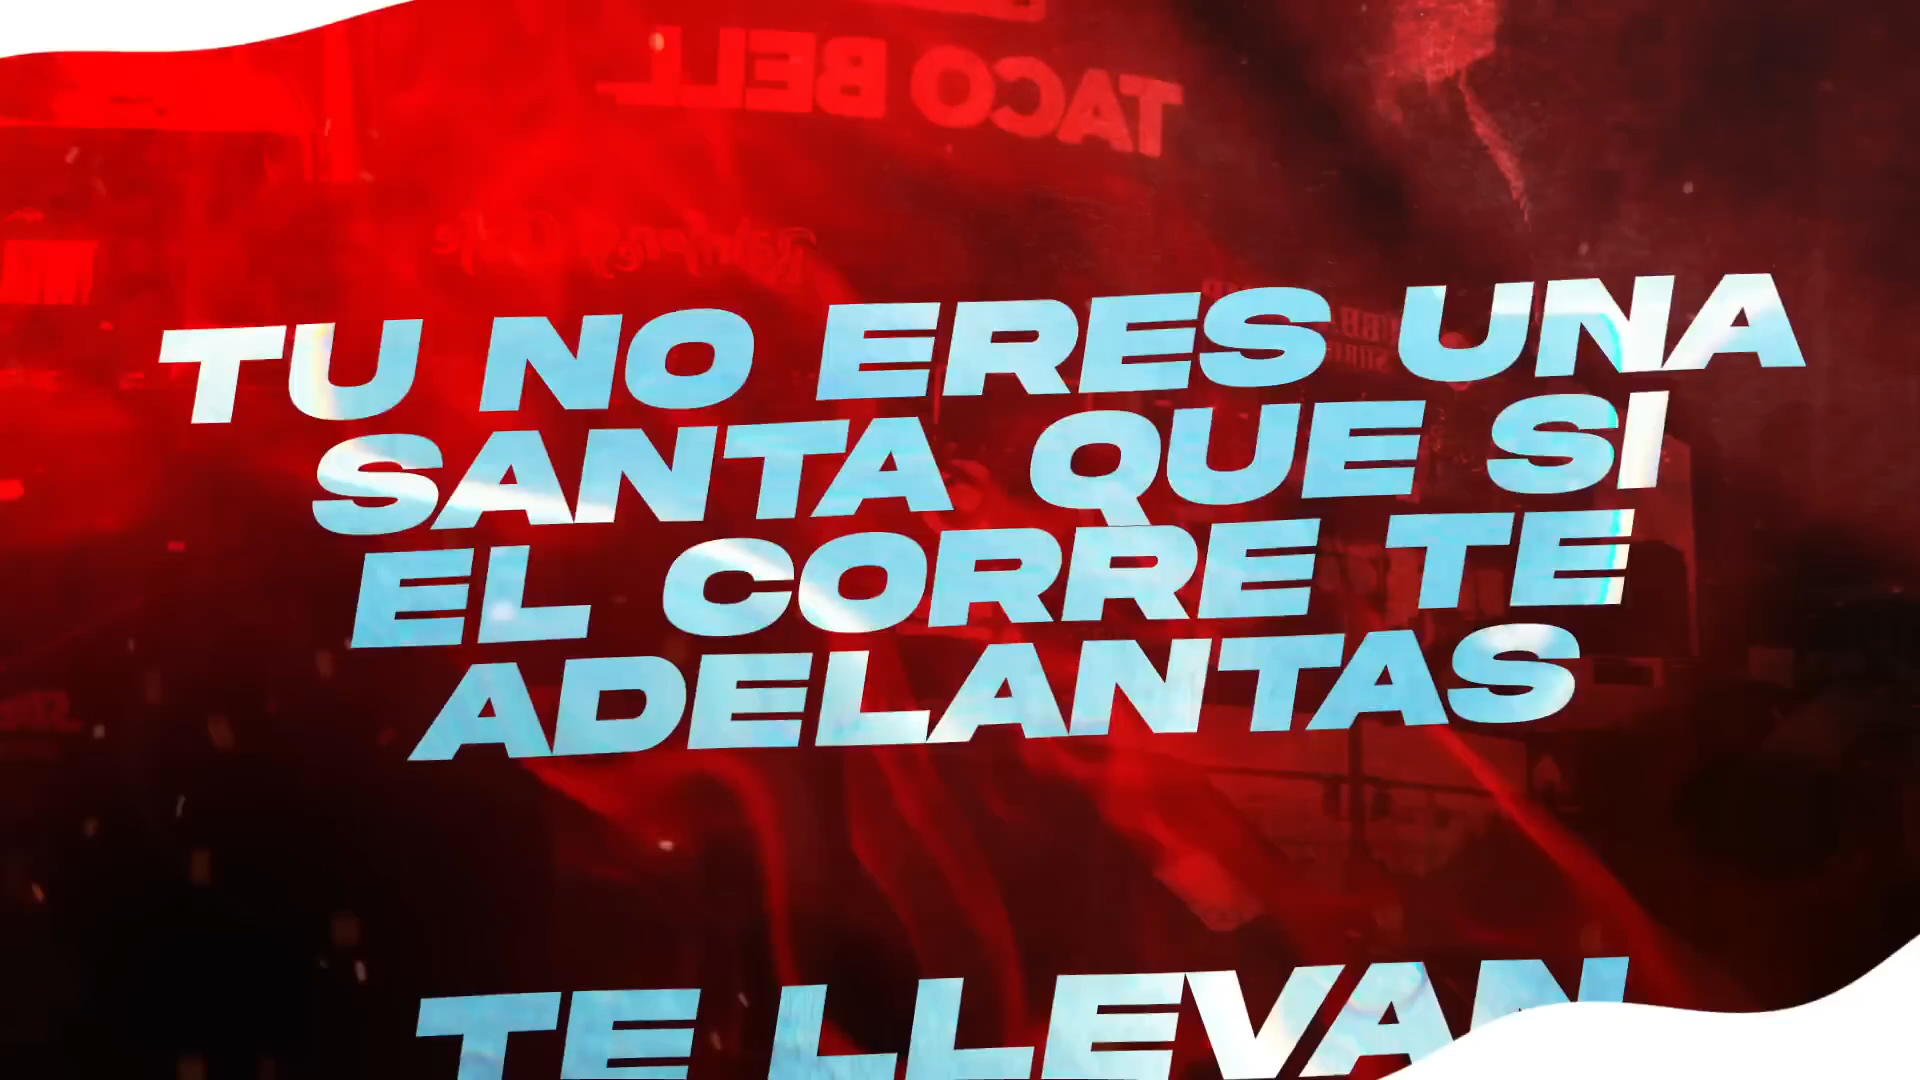 TACO BELL
TU NO ERES UNA
SANTA QUE SI
EL CORRE TE
ADELANTAS
TE LLEVAN